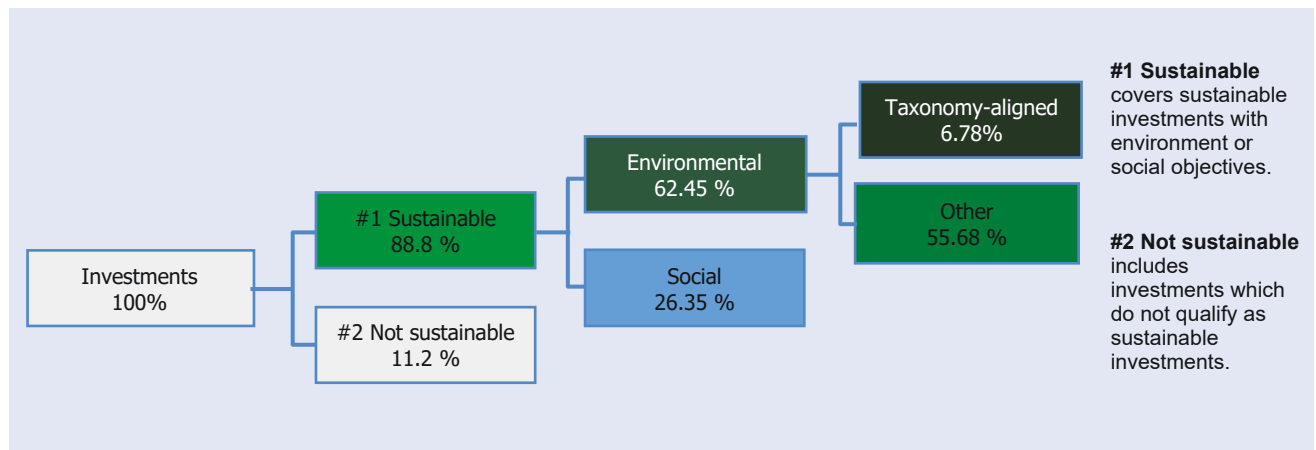 Investments
100%
#1 Sustainable
88.8 %
#2 Not sustainable
11.2 %
Environmental
62.45 %
Social
26.35 %
Taxonomy-aligned
6.78%
Other
55.68 %
#1 Sustainable
covers sustainable
investments with
environment or
social objectives.
#2 Not sustainable
includes
investments which
do not qualify as
sustainable
investments.